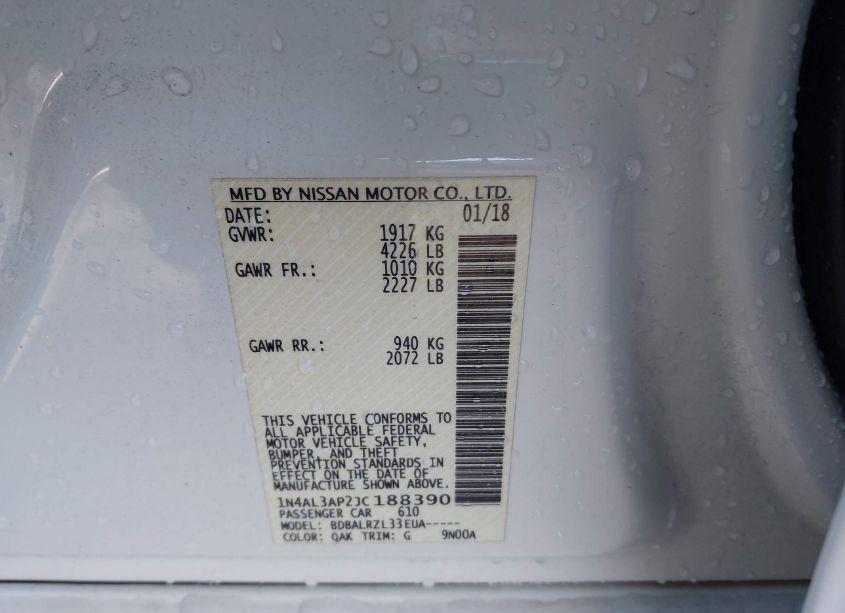 MFD BY NISSAN MOTOR CO., LTD.
DATE: 01/18
GVWR: 1917 KG
4226 LB
GAWR FR.: 1010 KG
2227 LB
GAWR RR.: 940 KG
2072 LB
THIS VEHICLE CONFORMS TO
ALL APPLICABLE FEDERAL
MOTOR VEHICLE SAFETY,
BUMPER, AND THEFT
PREVENTION STANDARDS IN
EFFECT ON THE DATE OF
MANUFACTURE SHOWN ABOVE.
1N4AL3AP2JC188390
PASSENGER CAR 610
MODEL: BDBALRZL33EUA-----
COLOR: QAK TRIM: G 9N00A